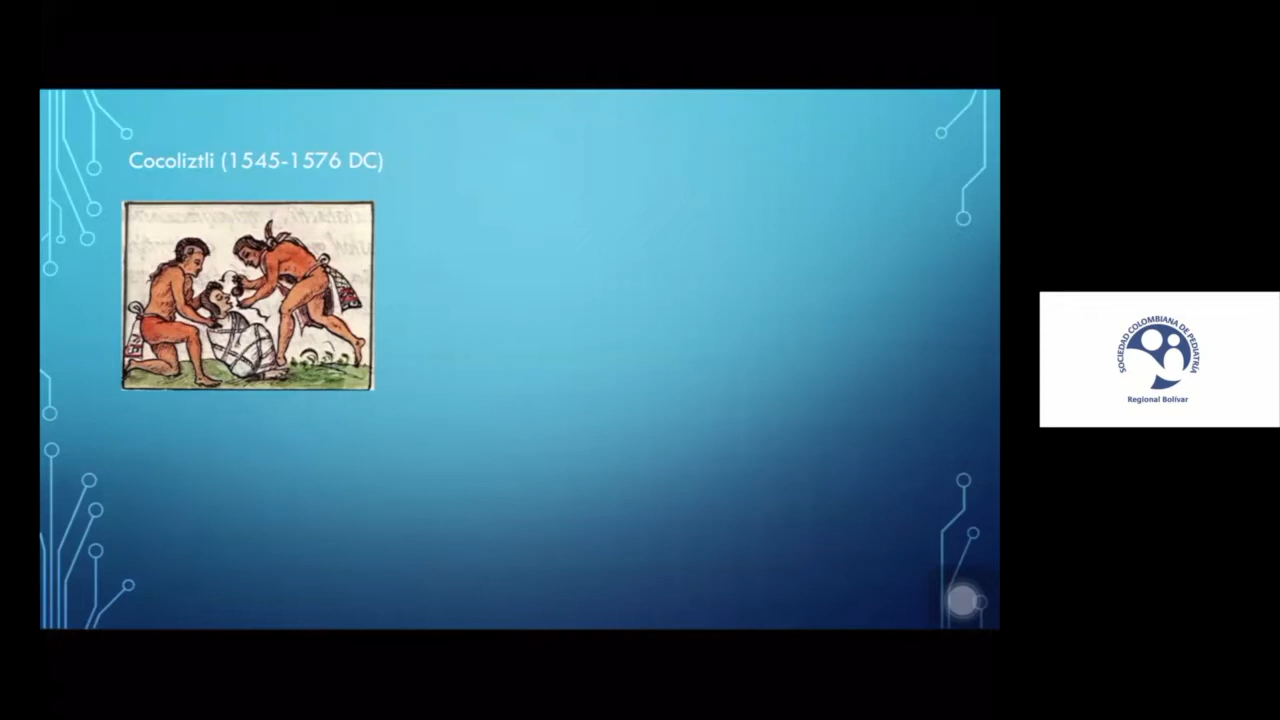 Cocoliztli (1545-1576 DC)
SOCIEDAD COLOMBIANA DE PEDIATRÍA
Regional Bolívar